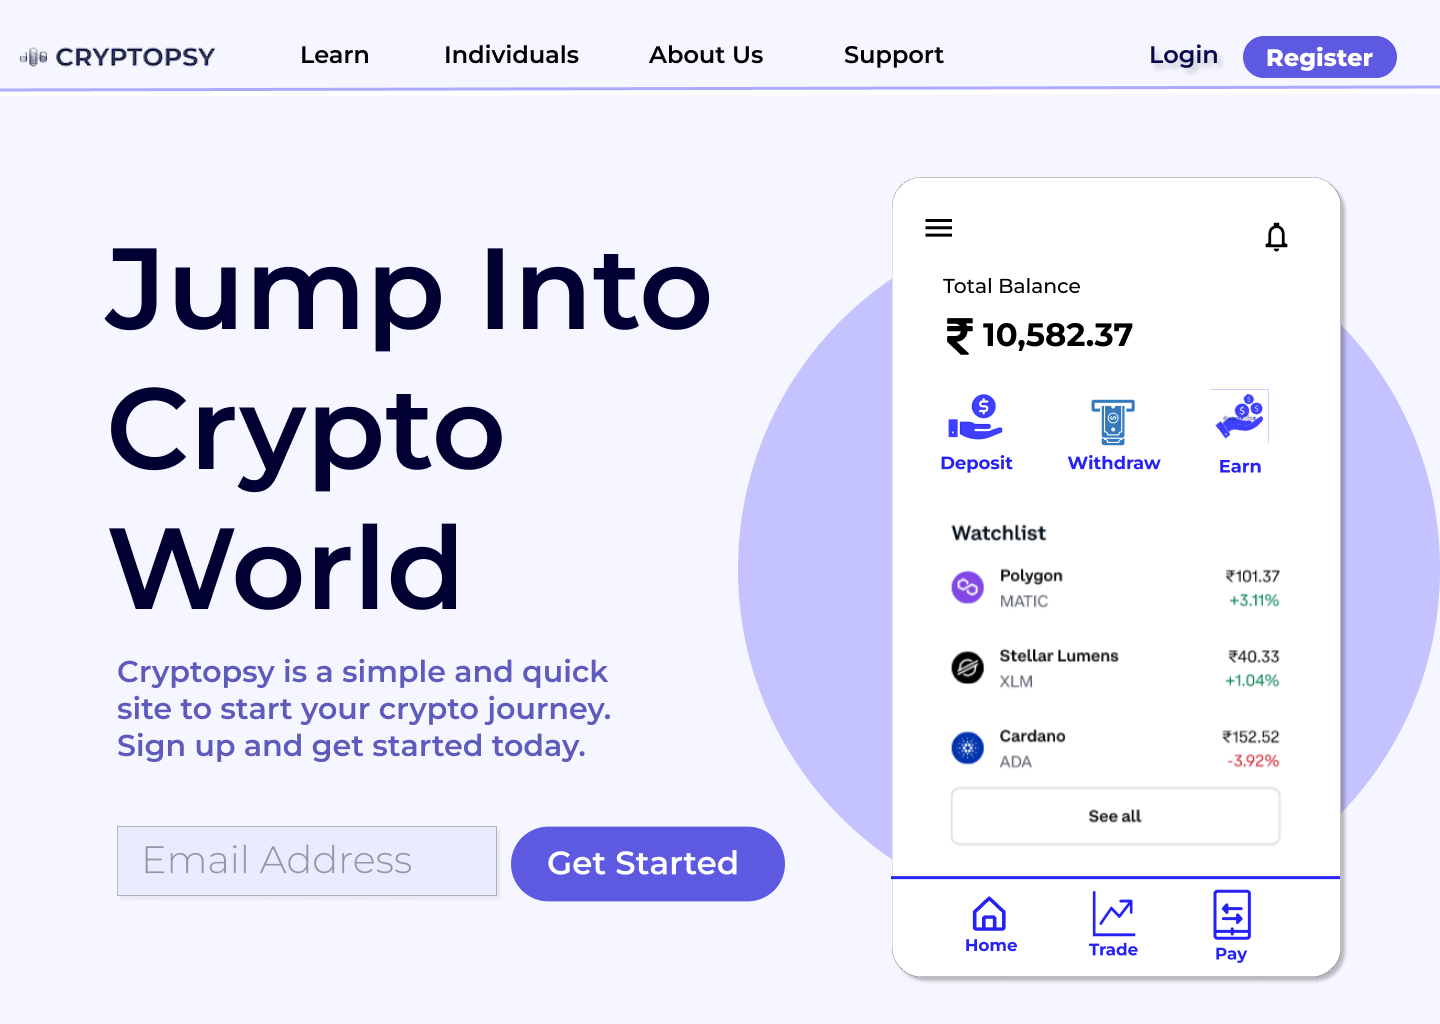 CRYPTOPSY
Learn
Individuals
About Us
Support
Login
Register
Jump Into
Crypto
World
Cryptopsy is a simple and quick
site to start your crypto journey.
Sign up and get started today.
Email Address
Get Started
Total Balance
₹ 10,582.37
Deposit
Withdraw
Earn
Watchlist
Polygon ₹101.37
MATIC +3.11%
Stellar Lumens ₹40.33
XLM +1.04%
Cardano ₹152.52
ADA -3.92%
See all
Home
Trade
Pay